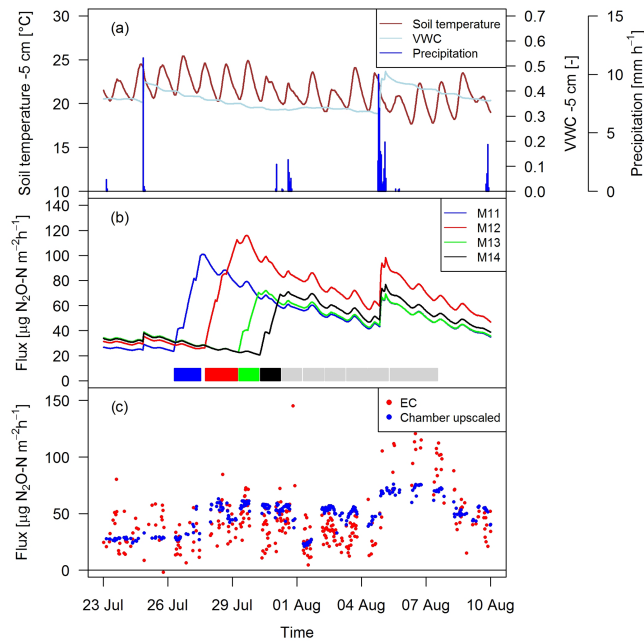 (a)
Soil temperature
VWC
Precipitation
Soil temperature -5 cm [°C]
30
25
20
15
10
VWC -5 cm [-]
0.7
0.6
0.5
0.4
0.3
0.2
0.1
0.0
Precipitation [mm h⁻¹]
15
10
5
0
(b)
M11
M12
M13
M14
Flux [µg N₂O-N m⁻²h⁻¹]
140
120
100
80
60
40
20
0
(c)
EC
Chamber upscaled
Flux [µg N₂O-N m⁻²h⁻¹]
150
100
50
0
23 Jul
26 Jul
29 Jul
01 Aug
04 Aug
07 Aug
10 Aug
Time